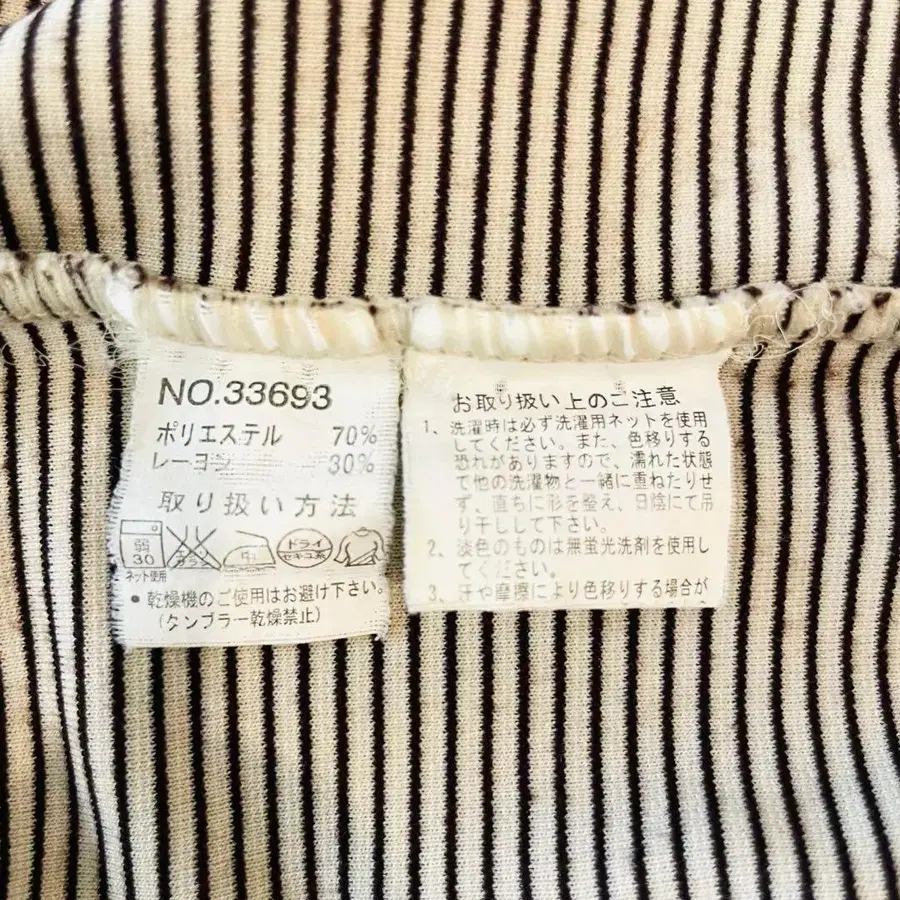 NO.33693
ポリエステル 70%
レーヨン 30%
取り扱い方法
弱
30
エンソ
サラシ
中
ドライ
セキユ系
ネット使用
・乾燥機のご使用はお避け下さい。
(タンブラー乾燥禁止)
お取り扱い上のご注意
1、洗濯時は必ず洗濯用ネットを使用
してください。また、色移りする
恐れがありますので、濡れた状態
で他の洗濯物と一緒に重ねたりせ
ず、直ちに形を整え、日陰にて吊
り干しして下さい。
2、淡色のものは無蛍光洗剤を使用し
てください。
3、汗や摩擦により色移りする場合が